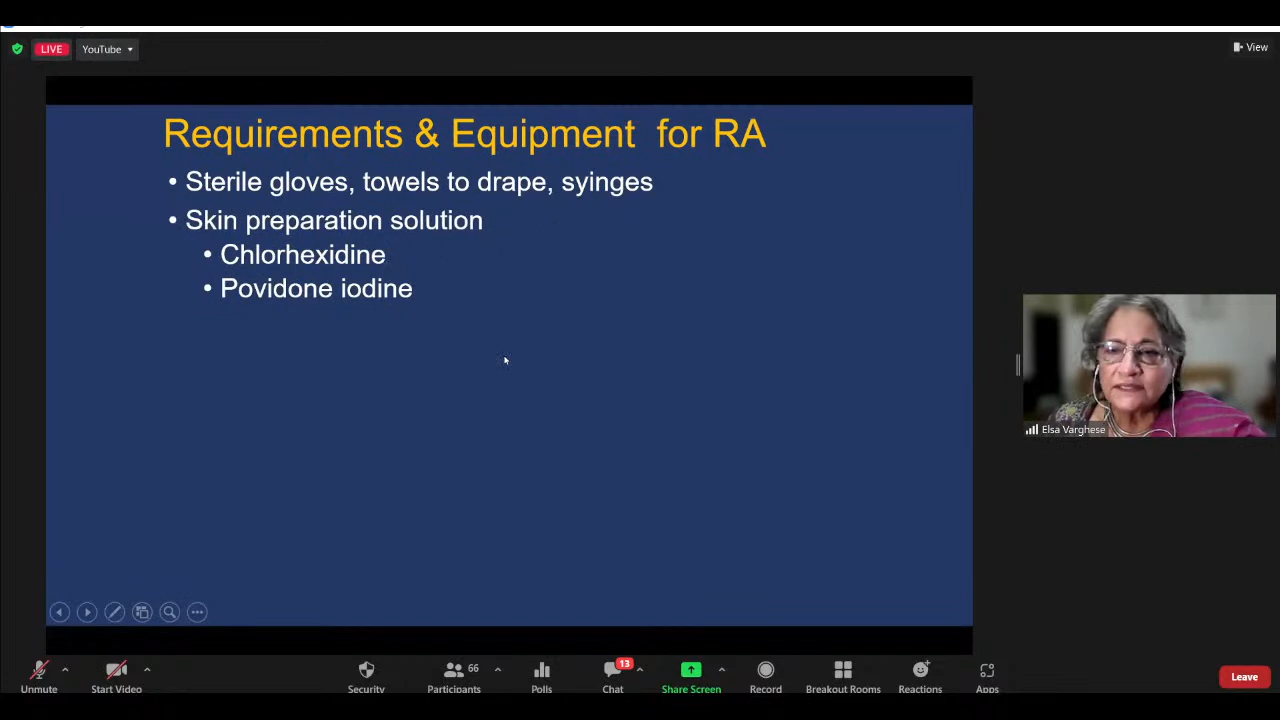 LIVE
YouTube
View
Requirements & Equipment for RA
• Sterile gloves, towels to drape, syinges
• Skin preparation solution
• Chlorhexidine
• Povidone iodine
Elsa Varghese
66
13
Unmute
Start Video
Security
Participants
Polls
Chat
Share Screen
Record
Breakout Rooms
Reactions
Apps
Leave